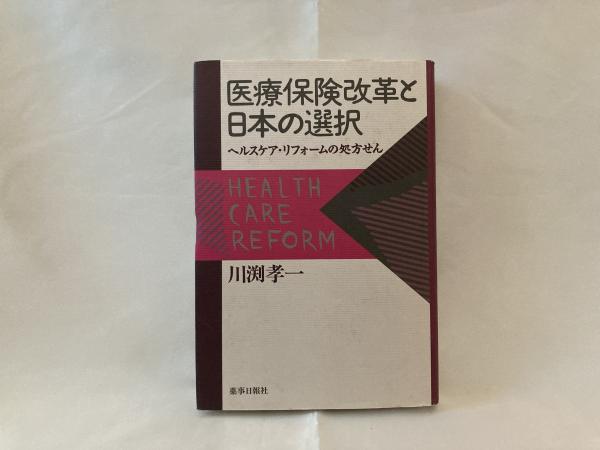 医療保険改革と
日本の選択
ヘルスケア・リフォームの処方せん
HEALTH
CARE
REFORM
川渕孝一
薬事日報社